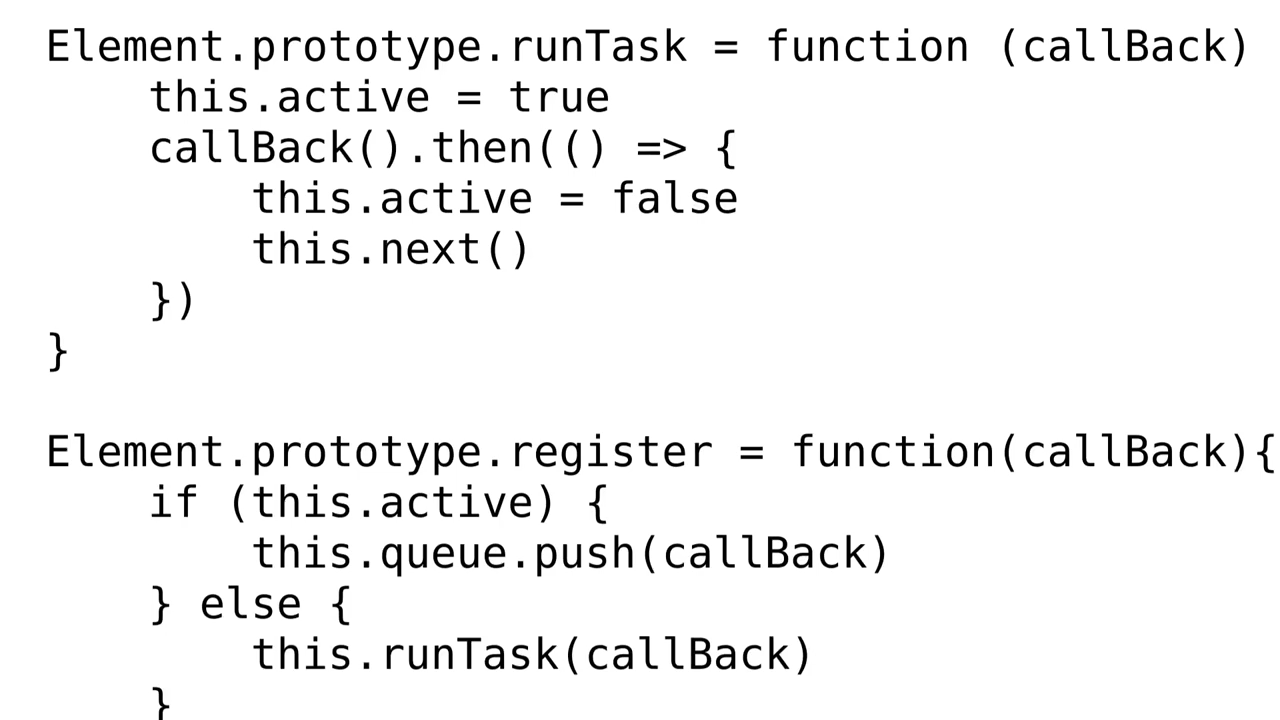 Element.prototype.runTask = function (callBack)
    this.active = true
    callBack().then(() => {
        this.active = false
        this.next()
    })
}

Element.prototype.register = function(callBack){
    if (this.active) {
        this.queue.push(callBack)
    } else {
        this.runTask(callBack)
    }